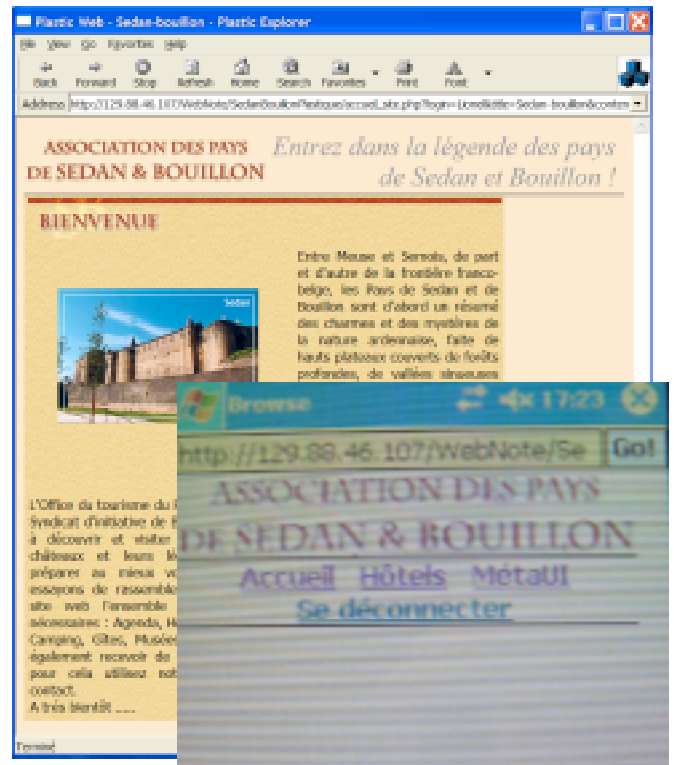 Plastic Web - Sedan-bouillon - Plastic Explorer
File View Go Favorites Help
Back Forward Stop Refresh Home Search Favorites Print Font
Address http://129.88.46.107/WebNote/SedanBouillon/
ASSOCIATION DES PAYS
DE SEDAN & BOUILLON
Entrez dans la légende des pays
de Sedan et Bouillon !
BIENVENUE
Sedan
Entre Meuse et Semois, de part
et d'autre de la frontière franco-
belge, les Pays de Sedan et de
Bouillon sont d'abord un résumé
des charmes et des mystères de
la nature ardennaise, faite de
hauts plateaux couverts de forêts
profondes, de vallées sinueuses
L'Office du tourisme du
Syndicat d'initiative de
à découvrir et visiter
châteaux et leurs
préparer au mieux
essayons de
site web l'ensemble
nécessaires : Agenda,
Camping, Gîtes,
également recevoir de
pour cela utilisez
contact.
A très bientôt ....
Terminé
Browse 17:23
http://129.88.46.107/WebNote/Se Go!
ASSOCIATION DES PAYS
DE SEDAN & BOUILLON
Accueil Hôtels MétaUI
Se déconnecter